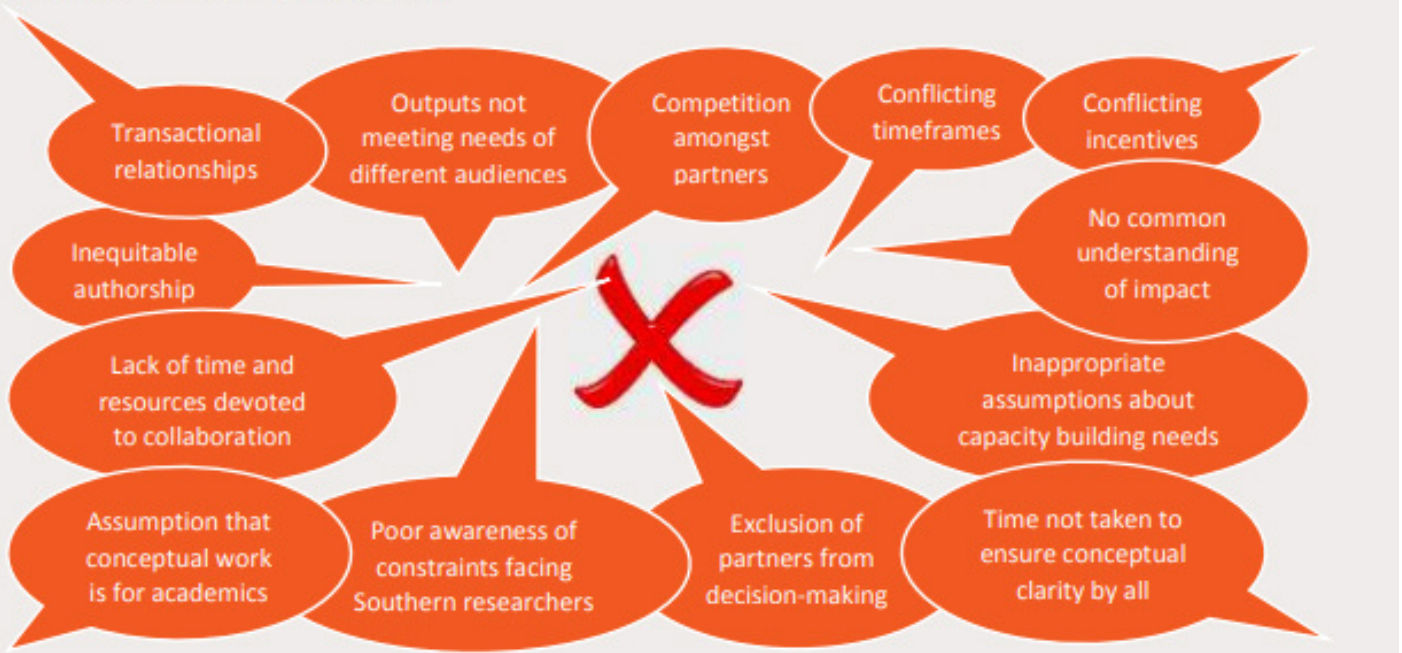 Transactional
relationships
Outputs not
meeting needs of
different audiences
Competition
amongst
partners
Conflicting
timeframes
Conflicting
incentives
Inequitable
authorship
No common
understanding
of impact
Lack of time and
resources devoted
to collaboration
Inappropriate
assumptions about
capacity building needs
Assumption that
conceptual work
is for academics
Poor awareness of
constraints facing
Southern researchers
Exclusion of
partners from
decision-making
Time not taken to
ensure conceptual
clarity by all